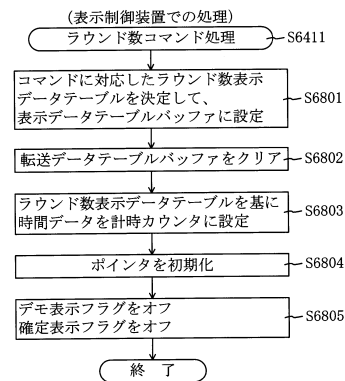 (表示制御装置での処理)
ラウンド数コマンド処理
S6411
コマンドに対応したラウンド数表示
データテーブルを決定して、
表示データテーブルバッファに設定
S6801
転送データテーブルバッファをクリア
S6802
ラウンド数表示データテーブルを基に
時間データを計時カウンタに設定
S6803
ポインタを初期化
S6804
デモ表示フラグをオフ
確定表示フラグをオフ
S6805
終 了